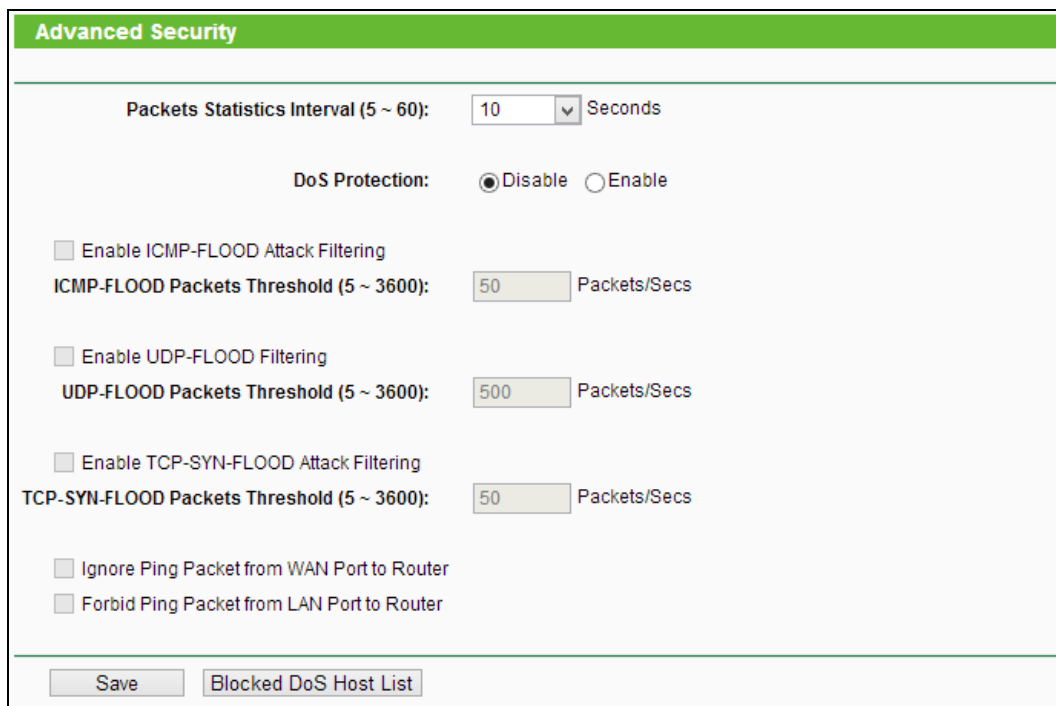 Advanced Security
Packets Statistics Interval (5 ~ 60): 10 Seconds
DoS Protection: Disable Enable
Enable ICMP-FLOOD Attack Filtering
ICMP-FLOOD Packets Threshold (5 ~ 3600): 50 Packets/Secs
Enable UDP-FLOOD Filtering
UDP-FLOOD Packets Threshold (5 ~ 3600): 500 Packets/Secs
Enable TCP-SYN-FLOOD Attack Filtering
TCP-SYN-FLOOD Packets Threshold (5 ~ 3600): 50 Packets/Secs
Ignore Ping Packet from WAN Port to Router
Forbid Ping Packet from LAN Port to Router
Save Blocked DoS Host List